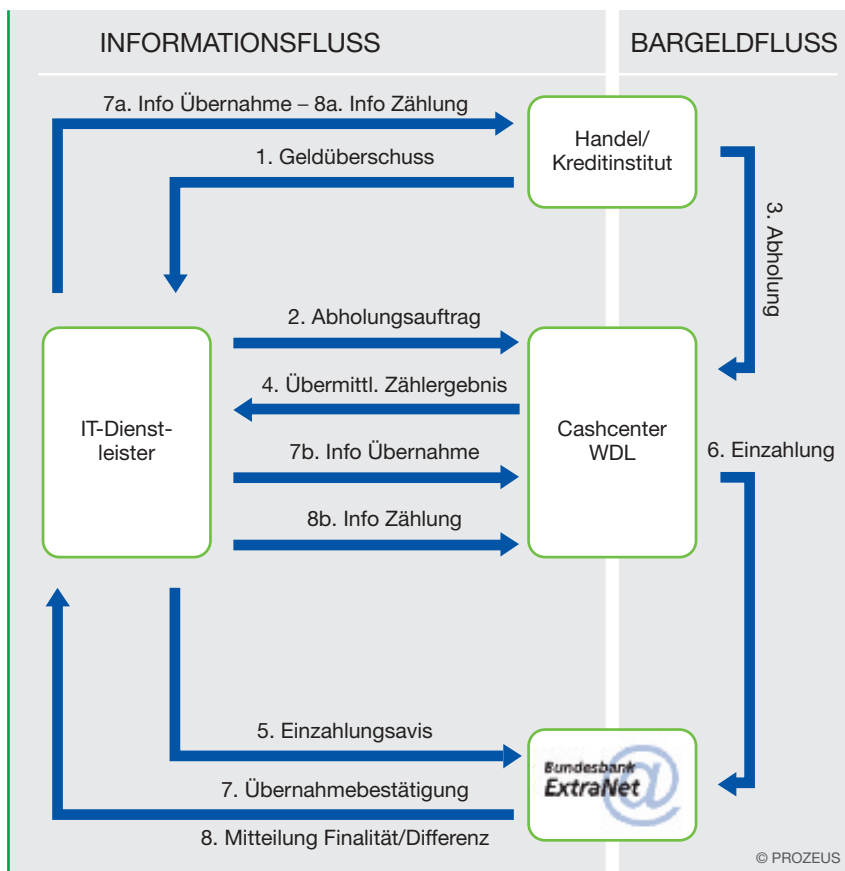 INFORMATIONSFLUSS
BARGELDFLUSS
7a. Info Übernahme – 8a. Info Zählung
Handel/
Kreditinstitut
1. Geldüberschuss
3. Abholung
2. Abholungsauftrag
4. Übermittl. Zählergebnis
IT-Dienst-
leister
Cashcenter
WDL
7b. Info Übernahme
6. Einzahlung
8b. Info Zählung
5. Einzahlungsavis
Bundesbank
ExtraNet
@
7. Übernahmebestätigung
8. Mitteilung Finalität/Differenz
© PROZEUS